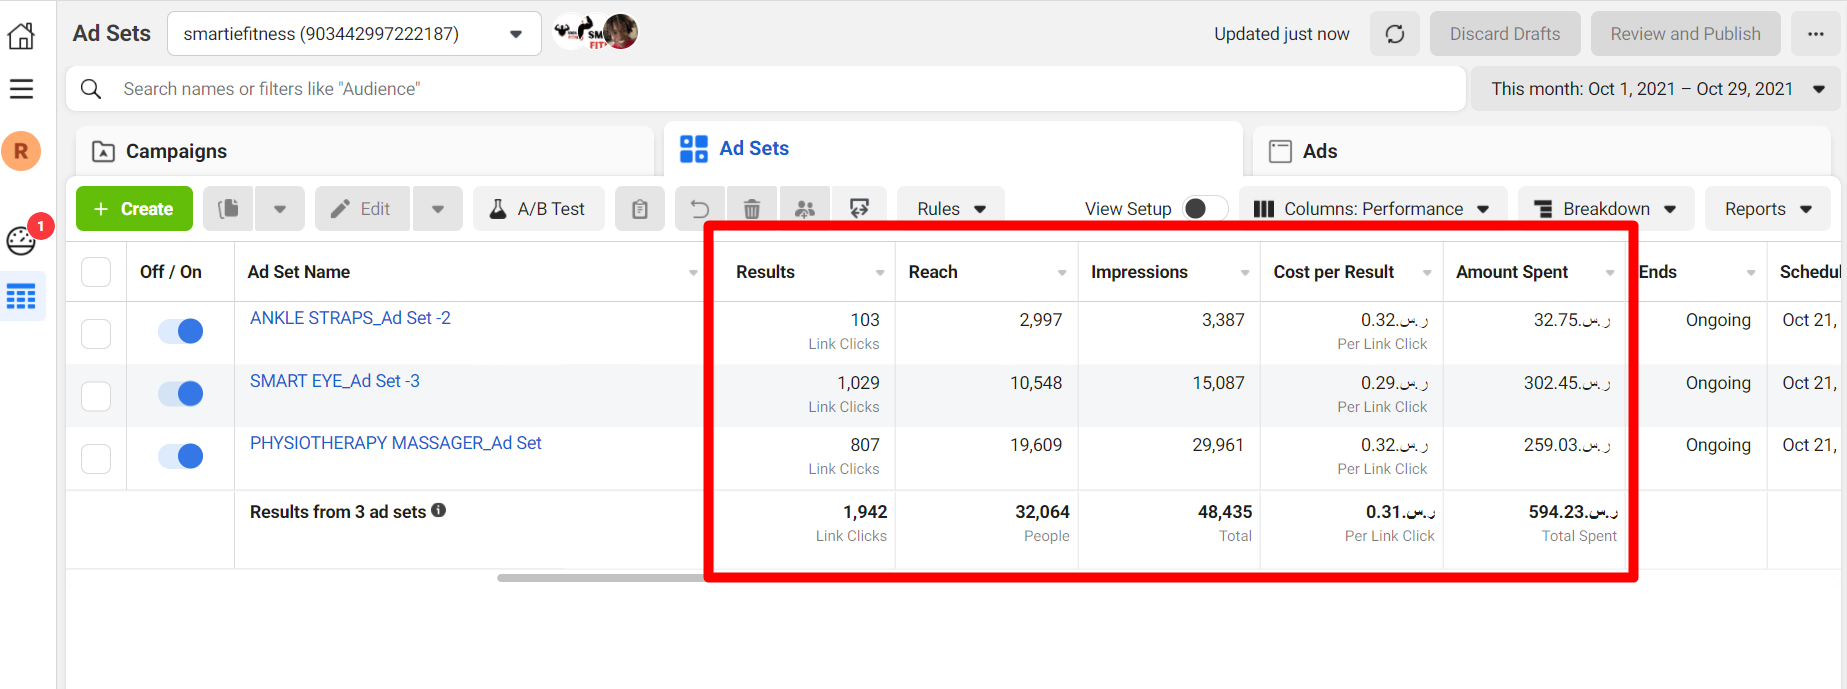 Ad Sets
smartiefitness (903442997222187)
SM
FIT
Updated just now
Discard Drafts
Review and Publish
Search names or filters like "Audience"
This month: Oct 1, 2021 – Oct 29, 2021
R
1
Campaigns
Ad Sets
Ads
+ Create
Edit
A/B Test
Rules
View Setup
Columns: Performance
Breakdown
Reports
Off / On Ad Set Name Results Reach Impressions Cost per Result Amount Spent Ends Schedul
ANKLE STRAPS_Ad Set -2 103 2,997 3,387 0.32.ر.س 32.75.ر.س Ongoing Oct 21,
Link Clicks Per Link Click
SMART EYE_Ad Set -3 1,029 10,548 15,087 0.29.ر.س 302.45.ر.س Ongoing Oct 21,
Link Clicks Per Link Click
PHYSIOTHERAPY MASSAGER_Ad Set 807 19,609 29,961 0.32.ر.س 259.03.ر.س Ongoing Oct 21,
Link Clicks Per Link Click
Results from 3 ad sets 1,942 32,064 48,435 0.31.ر.س 594.23.ر.س
Link Clicks People Total Per Link Click Total Spent